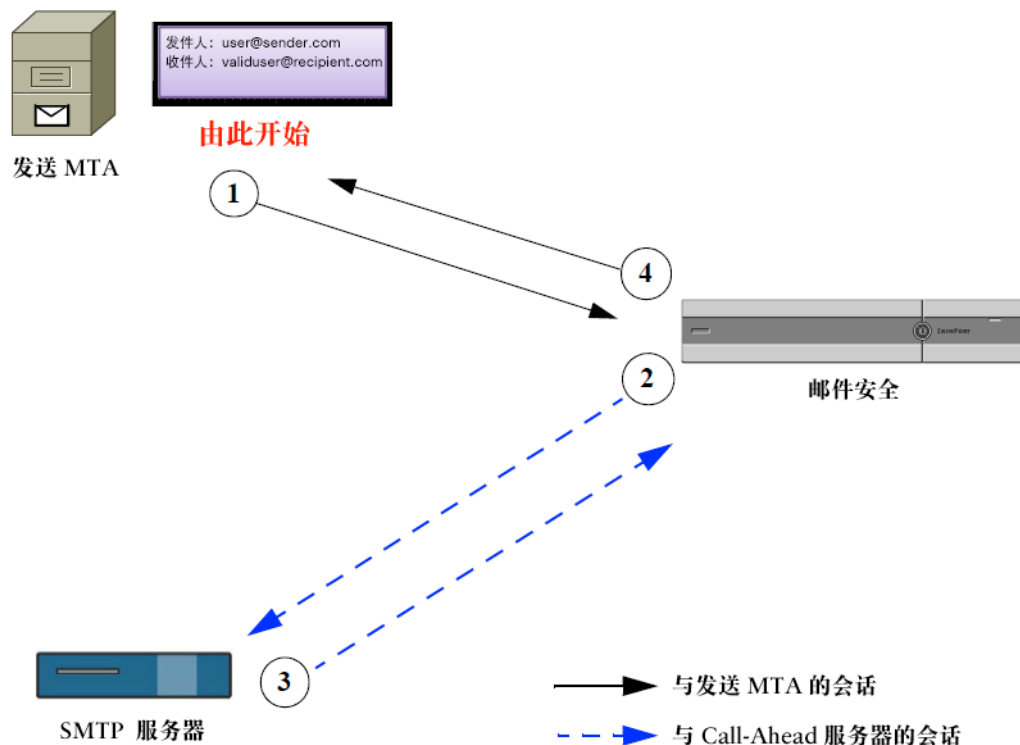 发件人：user@sender.com
收件人：validuser@recipient.com
由此开始
发送 MTA
1
4
IronPort
2
邮件安全
3
SMTP 服务器
与发送 MTA 的会话
与 Call-Ahead 服务器的会话